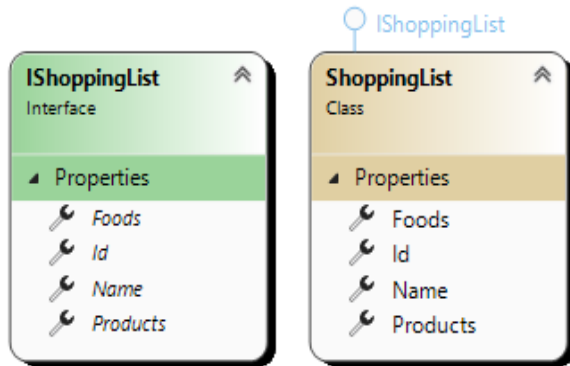 IShoppingList
IShoppingList
Interface
Properties
Foods
Id
Name
Products
ShoppingList
Class
Properties
Foods
Id
Name
Products